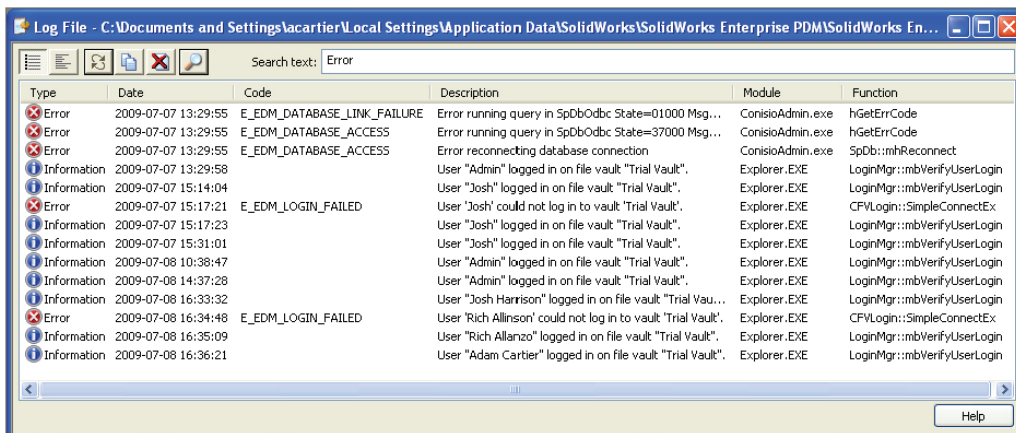 Log File - C:\Documents and Settings\acartier\Local Settings\Application Data\SolidWorks\SolidWorks Enterprise PDM\SolidWorks En...
Search text: Error
Type Date Code Description Module Function
Error 2009-07-07 13:29:55 E_EDM_DATABASE_LINK_FAILURE Error running query in SpDbOdbc State=01000 Msg... ConisioAdmin.exe hGetErrCode
Error 2009-07-07 13:29:55 E_EDM_DATABASE_ACCESS Error running query in SpDbOdbc State=37000 Msg... ConisioAdmin.exe hGetErrCode
Error 2009-07-07 13:29:55 E_EDM_DATABASE_ACCESS Error reconnecting database connection ConisioAdmin.exe SpDb::mhReconnect
Information 2009-07-07 13:29:58 User "Admin" logged in on file vault "Trial Vault". Explorer.EXE LoginMgr::mbVerifyUserLogin
Information 2009-07-07 15:14:04 User "Josh" logged in on file vault "Trial Vault". Explorer.EXE LoginMgr::mbVerifyUserLogin
Error 2009-07-07 15:17:21 E_EDM_LOGIN_FAILED User 'Josh' could not log in to vault 'Trial Vault'. Explorer.EXE CFVLogin::SimpleConnectEx
Information 2009-07-07 15:17:23 User "Josh" logged in on file vault "Trial Vault". Explorer.EXE LoginMgr::mbVerifyUserLogin
Information 2009-07-07 15:31:01 User "Josh" logged in on file vault "Trial Vault". Explorer.EXE LoginMgr::mbVerifyUserLogin
Information 2009-07-08 10:38:47 User "Admin" logged in on file vault "Trial Vault". Explorer.EXE LoginMgr::mbVerifyUserLogin
Information 2009-07-08 14:37:28 User "Admin" logged in on file vault "Trial Vault". Explorer.EXE LoginMgr::mbVerifyUserLogin
Information 2009-07-08 16:33:32 User "Josh Harrison" logged in on file vault "Trial Vau... Explorer.EXE LoginMgr::mbVerifyUserLogin
Error 2009-07-08 16:34:48 E_EDM_LOGIN_FAILED User 'Rich Allinson' could not log in to vault 'Trial Vault'. Explorer.EXE CFVLogin::SimpleConnectEx
Information 2009-07-08 16:35:09 User "Rich Allanzo" logged in on file vault "Trial Vault". Explorer.EXE LoginMgr::mbVerifyUserLogin
Information 2009-07-08 16:36:21 User "Adam Cartier" logged in on file vault "Trial Vault". Explorer.EXE LoginMgr::mbVerifyUserLogin
Help